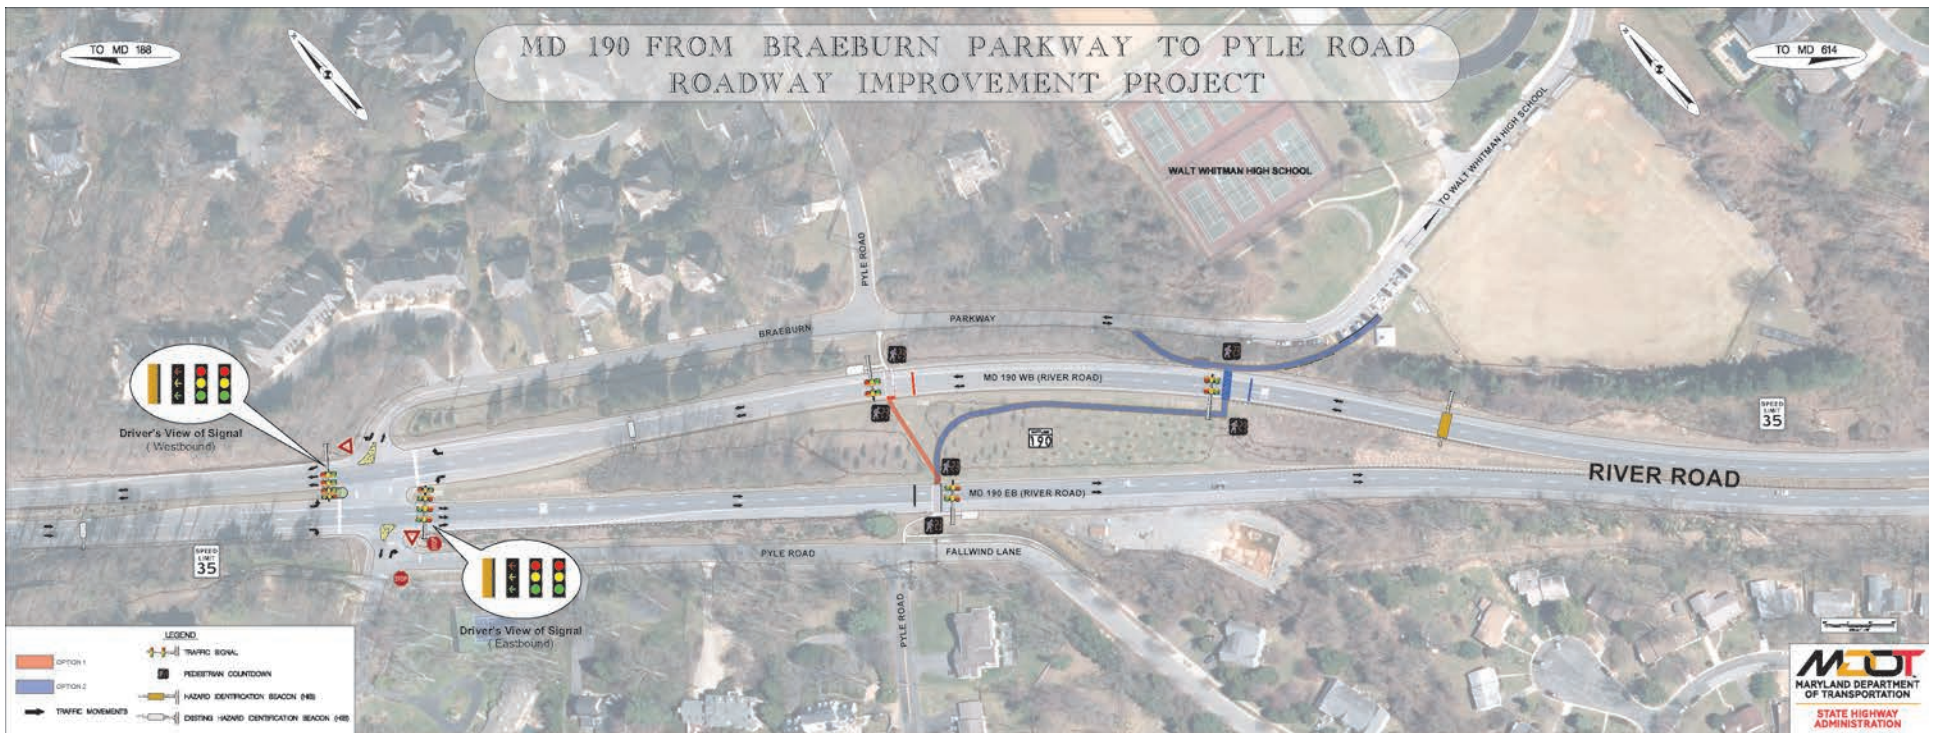 MD 190 FROM BRAEBURN PARKWAY TO PYLE ROAD
ROADWAY IMPROVEMENT PROJECT
TO MD 188
TO MD 614
TO WALT WHITMAN HIGH SCHOOL
WALT WHITMAN HIGH SCHOOL
PYLE ROAD
BRAEBURN
PARKWAY
MD 190 WB (RIVER ROAD)
Driver's View of Signal
(Westbound)
190
SPEED
LIMIT
35
RIVER ROAD
MD 190 EB (RIVER ROAD)
SPEED
LIMIT
35
PYLE ROAD
FALLWIND LANE
STOP
PYLE ROAD
Driver's View of Signal
(Eastbound)
LEGEND
OPTION 1
OPTION 2
TRAFFIC MOVEMENTS
TRAFFIC SIGNAL
PEDESTRIAN COUNTDOWN
HAZARD IDENTIFICATION BEACON (HIB)
EXISTING HAZARD IDENTIFICATION BEACON (HIB)
MDOT
MARYLAND DEPARTMENT
OF TRANSPORTATION
STATE HIGHWAY
ADMINISTRATION